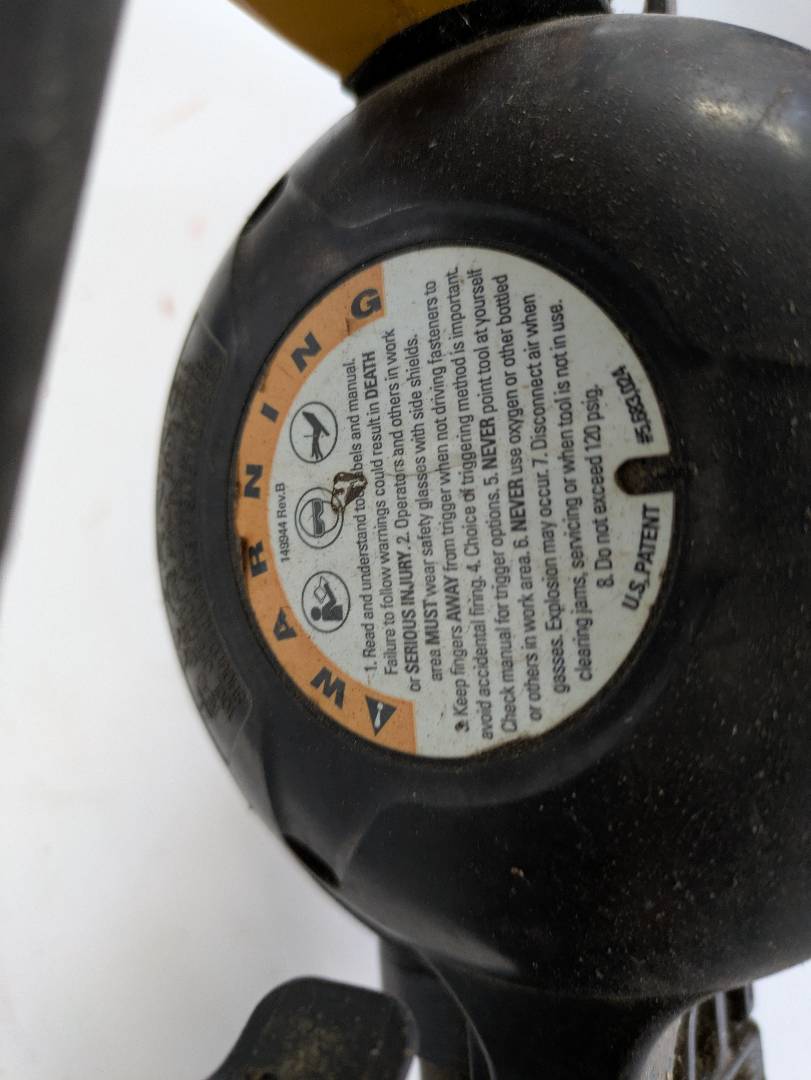 WARNING
149944 Rev.B
1. Read and understand to bels and manual.
Failure to follow warnings could result in DEATH
or SERIOUS INJURY. 2. Operators and others in work
area MUST wear safety glasses with side shields.
3. Keep fingers AWAY from trigger when not driving fasteners to
avoid accidental firing. 4. Choice of triggering method is important.
Check manual for trigger options. 5. NEVER point tool at yourself
or others in work area. 6. NEVER use oxygen or other bottled
gasses. Explosion may occur. 7. Disconnect air when
clearing jams, servicing or when tool is not in use.
8. Do not exceed 120 psig.
U.S. PATENT #5,683,024